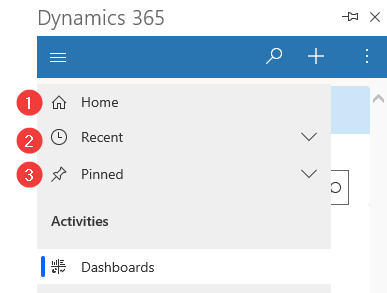 Dynamics 365
1 Home
2 Recent
3 Pinned
Activities
Dashboards